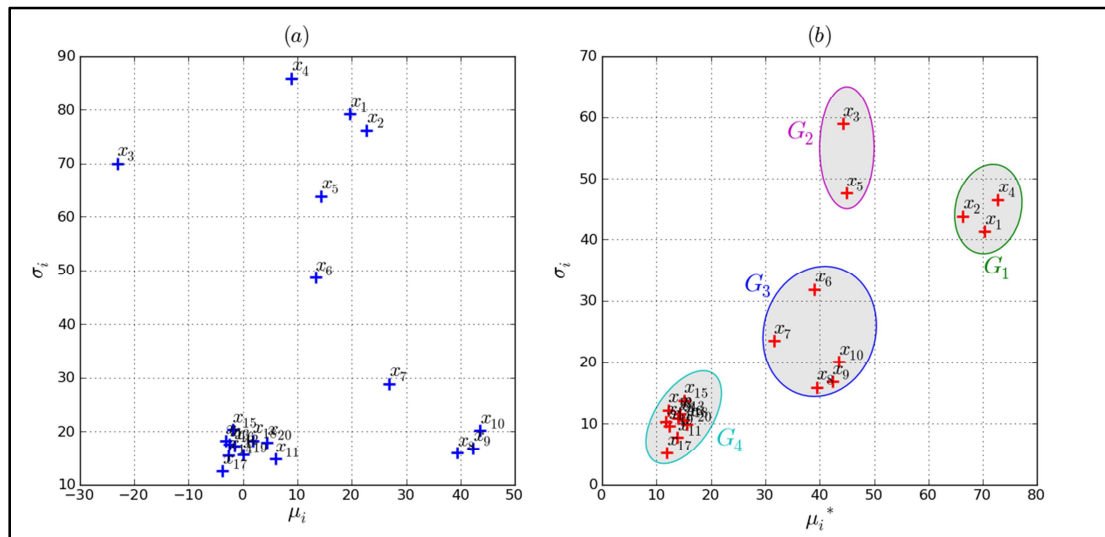 (a)
90
80
70
60
50
40
30
20
10
σᵢ
−30 −20 −10 0 10 20 30 40 50
μᵢ
x₄
x₁
x₂
x₃
x₅
x₆
x₇
x₁₀
x₉
x₁₅
x₂₀
x₁₁
x₁₇
(b)
70
60
50
40
30
20
10
0
σᵢ
0 10 20 30 40 50 60 70 80
μᵢ*
G₂
x₃
x₅
x₄
x₂
x₁
G₁
G₃
x₆
x₇
x₁₀
x₉
x₁₅
x₂₀
x₁₁
x₁₇
G₄